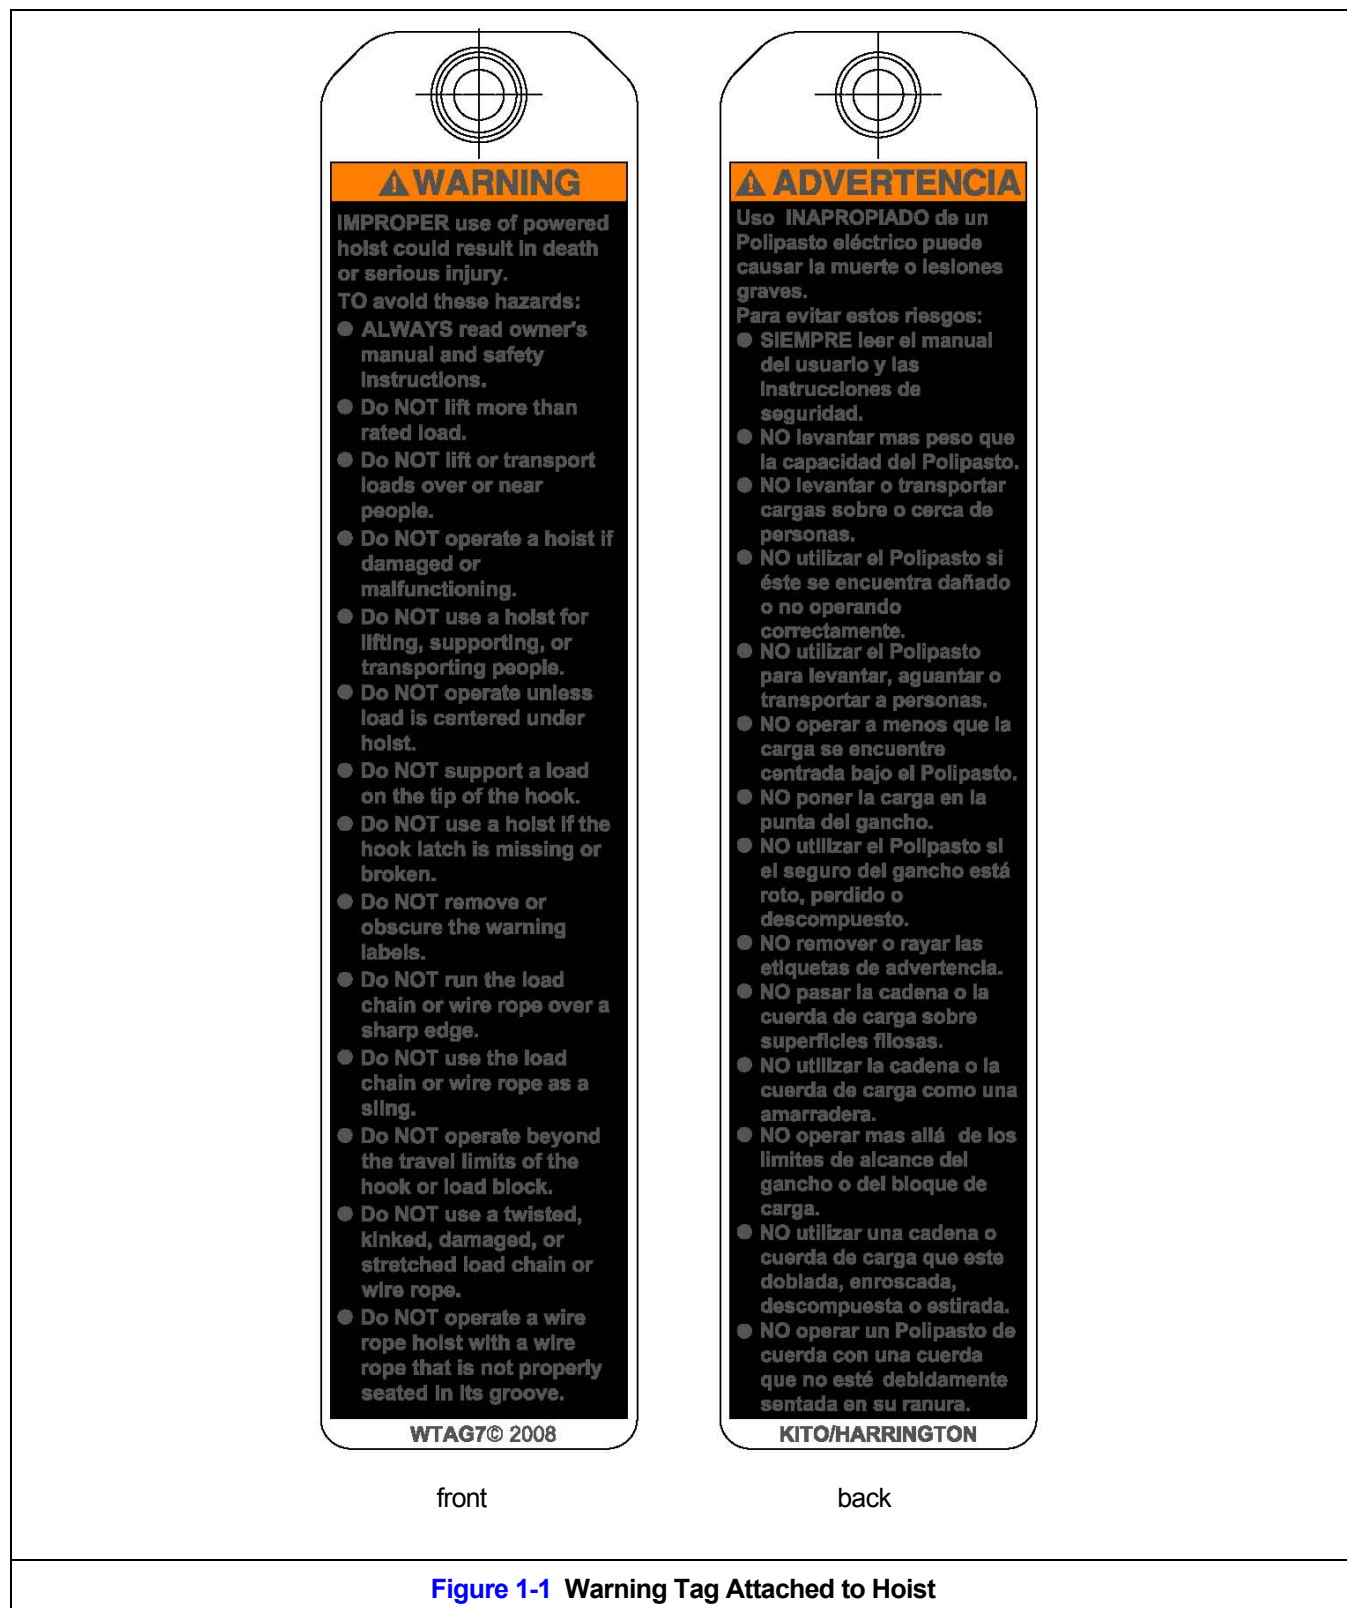 WARNING
IMPROPER use of powered
hoist could result in death
or serious injury.
TO avoid these hazards:
● ALWAYS read owner's
manual and safety
instructions.
● Do NOT lift more than
rated load.
● Do NOT lift or transport
loads over or near
people.
● Do NOT operate a hoist if
damaged or
malfunctioning.
● Do NOT use a hoist for
lifting, supporting, or
transporting people.
● Do NOT operate unless
load is centered under
hoist.
● Do NOT support a load
on the tip of the hook.
● Do NOT use a hoist if the
hook latch is missing or
broken.
● Do NOT remove or
obscure the warning
labels.
● Do NOT run the load
chain or wire rope over a
sharp edge.
● Do NOT use the load
chain or wire rope as a
sling.
● Do NOT operate beyond
the travel limits of the
hook or load block.
● Do NOT use a twisted,
kinked, damaged, or
stretched load chain or
wire rope.
● Do NOT operate a wire
rope hoist with a wire
rope that is not properly
seated in its groove.
WTAG7© 2008
front
ADVERTENCIA
Uso INAPROPIADO de un
Polipasto eléctrico puede
causar la muerte o lesiones
graves.
Para evitar estos riesgos:
● SIEMPRE leer el manual
del usuario y las
instrucciones de
seguridad.
● NO levantar mas peso que
la capacidad del Polipasto.
● NO levantar o transportar
cargas sobre o cerca de
personas.
● NO utilizar el Polipasto si
éste se encuentra dañado
o no operando
correctamente.
● NO utilizar el Polipasto
para levantar, aguantar o
transportar a personas.
● NO operar a menos que la
carga se encuentre
centrada bajo el Polipasto.
● NO poner la carga en la
punta del gancho.
● NO utilizar el Polipasto si
el seguro del gancho está
roto, perdido o
descompuesto.
● NO remover o rayar las
etiquetas de advertencia.
● NO pasar la cadena o la
cuerda de carga sobre
superficies filosas.
● NO utilizar la cadena o la
cuerda de carga como una
amarradera.
● NO operar mas allá de los
limites de alcance del
gancho o del bloque de
carga.
● NO utilizar una cadena o
cuerda de carga que este
doblada, enroscada,
descompuesta o estirada.
● NO operar un Polipasto de
cuerda con una cuerda
que no esté debidamente
sentada en su ranura.
KITO/HARRINGTON
back
Figure 1-1 Warning Tag Attached to Hoist